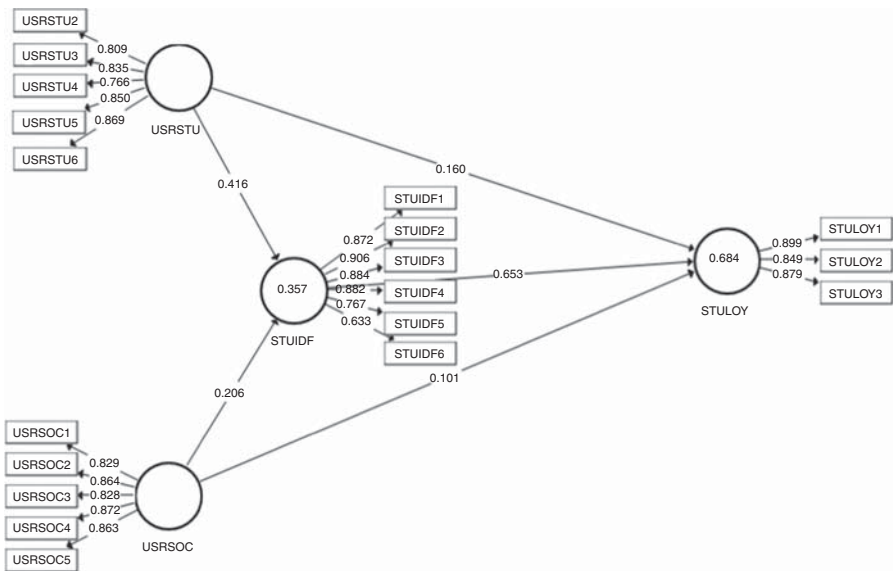 USRSTU2
USRSTU3
USRSTU4
USRSTU5
USRSTU6
0.809
0.835
0.766
0.850
0.869
USRSTU
0.416
0.160
STUIDF1
STUIDF2
STUIDF3
STUIDF4
STUIDF5
STUIDF6
0.872
0.906
0.884
0.882
0.767
0.633
0.357
STUIDF
0.653
0.684
STULOY
0.899
0.849
0.879
STULOY1
STULOY2
STULOY3
0.206
0.101
USRSOC1
USRSOC2
USRSOC3
USRSOC4
USRSOC5
0.829
0.864
0.828
0.872
0.863
USRSOC